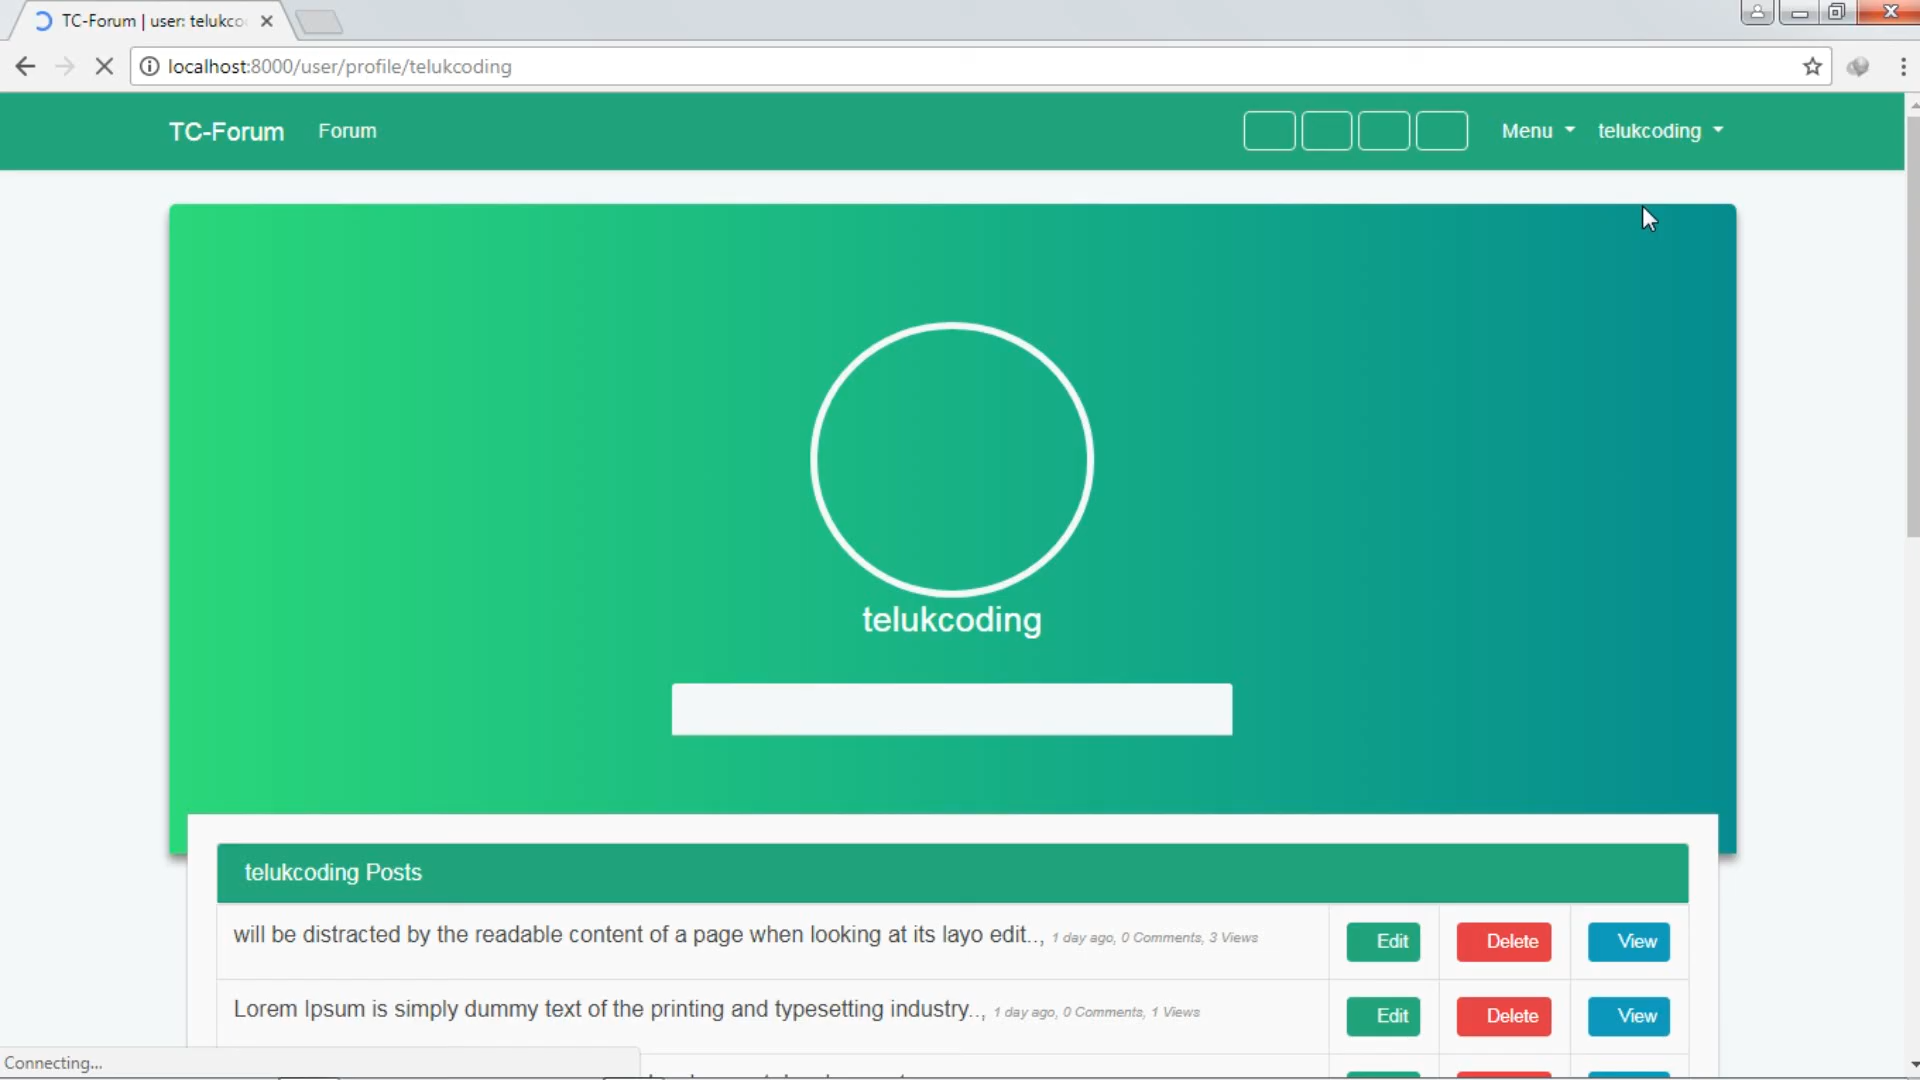 TC-Forum | user: telukco
localhost:8000/user/profile/telukcoding
TC-Forum Forum Menu telukcoding
telukcoding
telukcoding Posts
will be distracted by the readable content of a page when looking at its layo edit.., 1 day ago, 0 Comments, 3 Views Edit Delete View
Lorem Ipsum is simply dummy text of the printing and typesetting industry.., 1 day ago, 0 Comments, 1 Views Edit Delete View
Connecting...